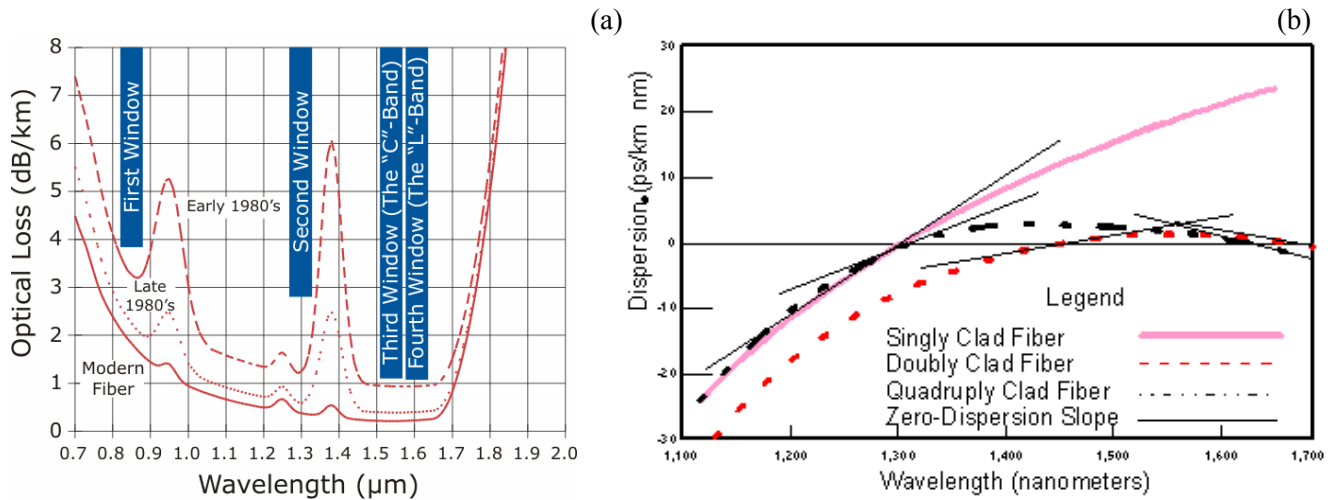 (a)
Optical Loss (dB/km)
8
7
6
5
4
3
2
1
0
First Window
Second Window
Third Window (The "C"-Band)
Fourth Window (The "L"-Band)
Early 1980's
Late
1980's
Modern
Fiber
0.7 0.8 0.9 1.0 1.1 1.2 1.3 1.4 1.5 1.6 1.7 1.8 1.9 2.0
Wavelength (µm)
(b)
Dispersion (ps/km nm)
30
20
10
0
-10
-20
-30
Legend
Singly Clad Fiber
Doubly Clad Fiber
Quadruply Clad Fiber
Zero-Dispersion Slope
1,100 1,200 1,300 1,400 1,500 1,600 1,700
Wavelength (nanometers)